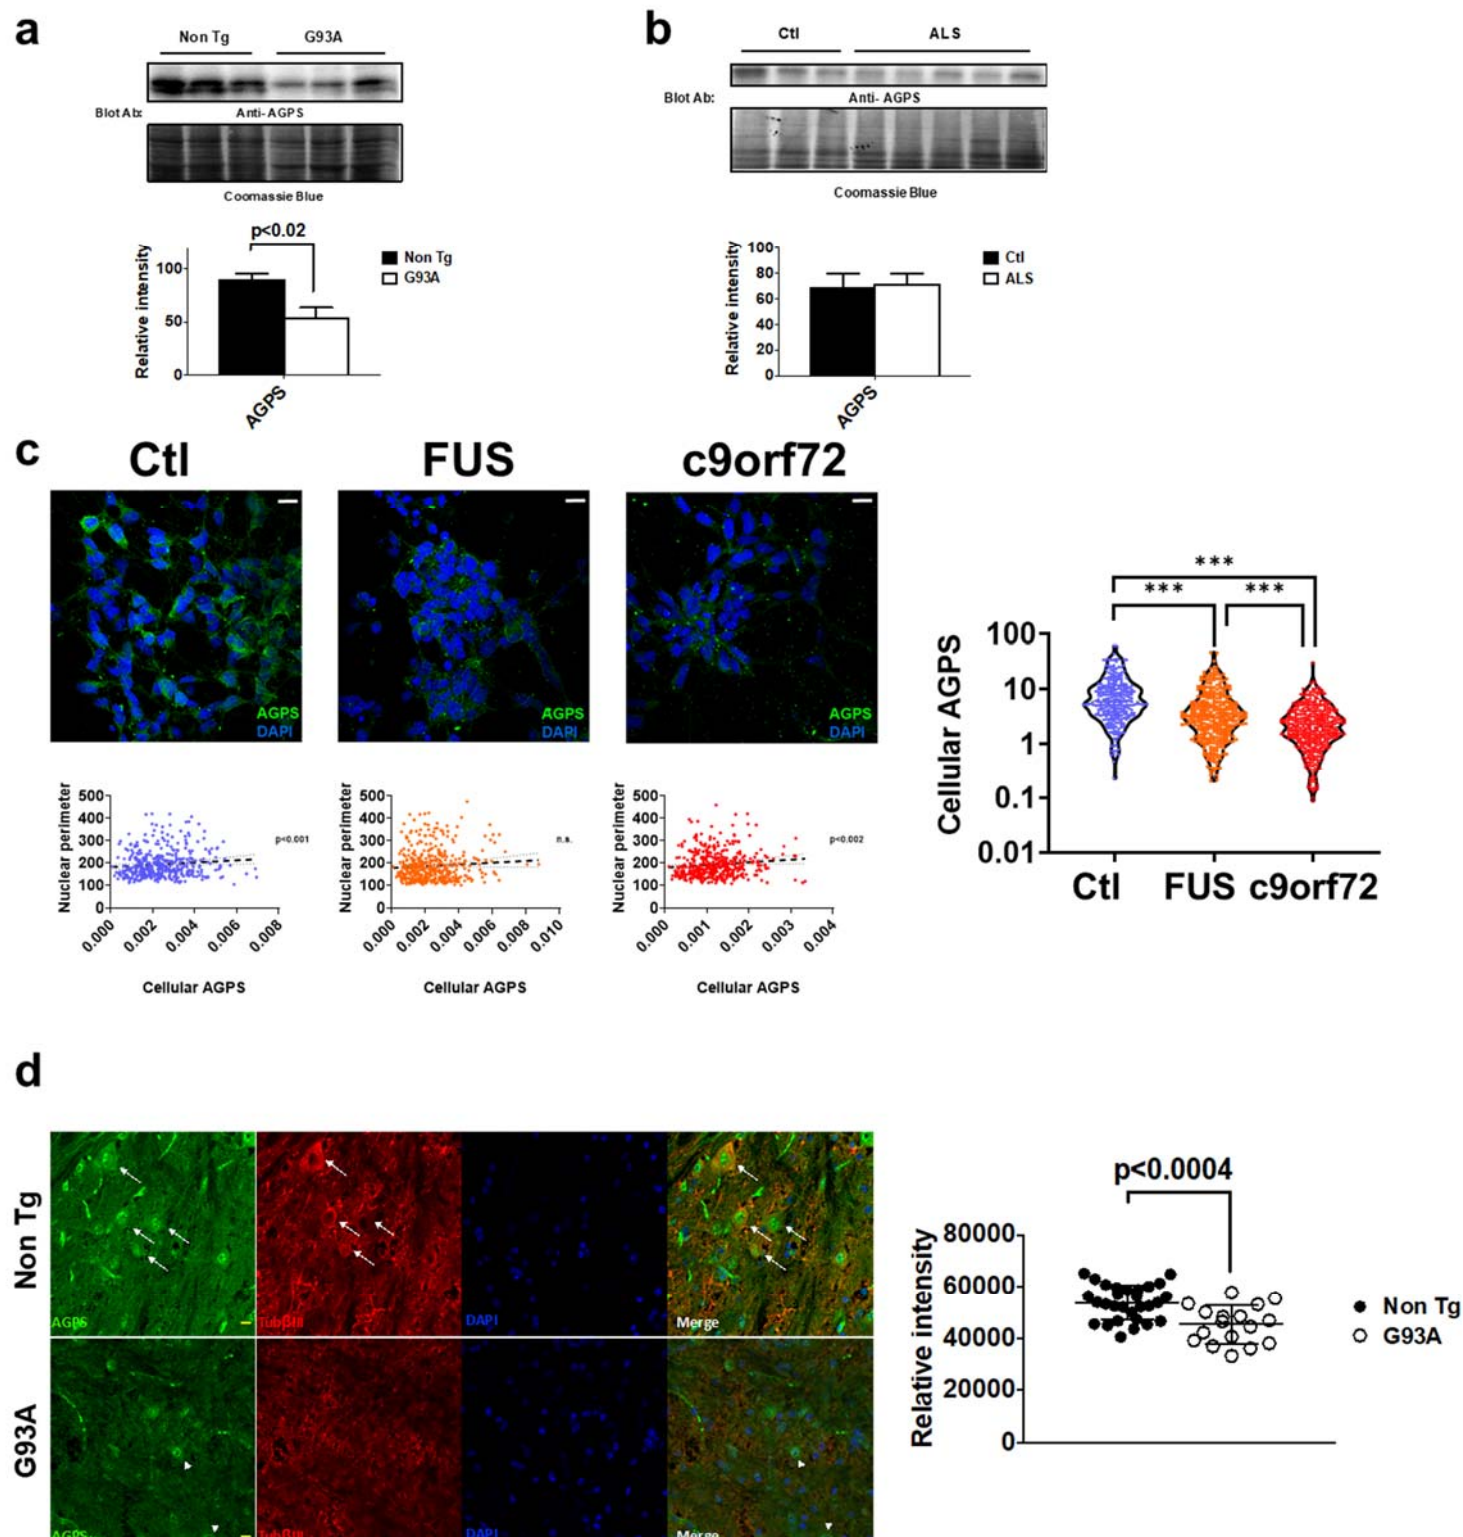 a
Non Tg G93A
Blot Ab: Anti- AGPS
Coomassie Blue
p<0.02
Relative intensity
100
50
0
Non Tg
G93A
AGPS
b
Ctl ALS
Blot Ab: Anti- AGPS
Coomassie Blue
Relative intensity
100
80
60
40
20
0
Ctl
ALS
AGPS
c
Ctl FUS c9orf72
AGPS
DAPI
AGPS
DAPI
AGPS
DAPI
Nuclear perimeter
500
400
300
200
100
0
p<0.001
0.000 0.002 0.004 0.006 0.008
Cellular AGPS
Nuclear perimeter
500
400
300
200
100
0
n.s.
0.000 0.002 0.004 0.006 0.008 0.010
Cellular AGPS
Nuclear perimeter
500
400
300
200
100
0
p<0.002
0.000 0.001 0.002 0.003 0.004
Cellular AGPS
***
*** ***
Cellular AGPS
100
10
1
0.1
0.01
Ctl FUS c9orf72
d
Non Tg
AGPS TubβIII DAPI Merge
G93A
AGPS TubβIII DAPI Merge
p<0.0004
Relative intensity
80000
60000
40000
20000
0
Non Tg
G93A